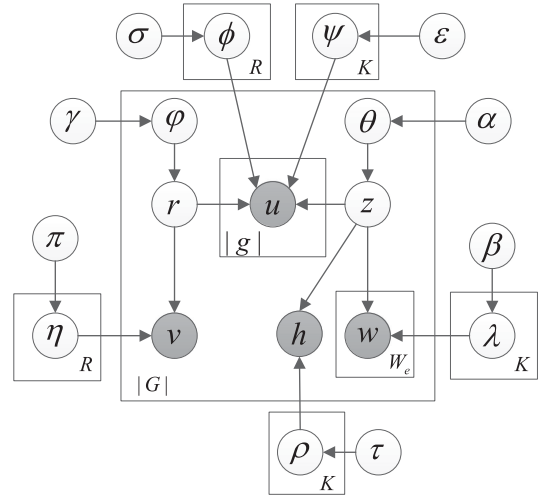 σ ϕ ψ ε
R K
γ φ θ α
r u z
|g|
π β
η v h w λ
R W_e K
|G|
ρ τ
K